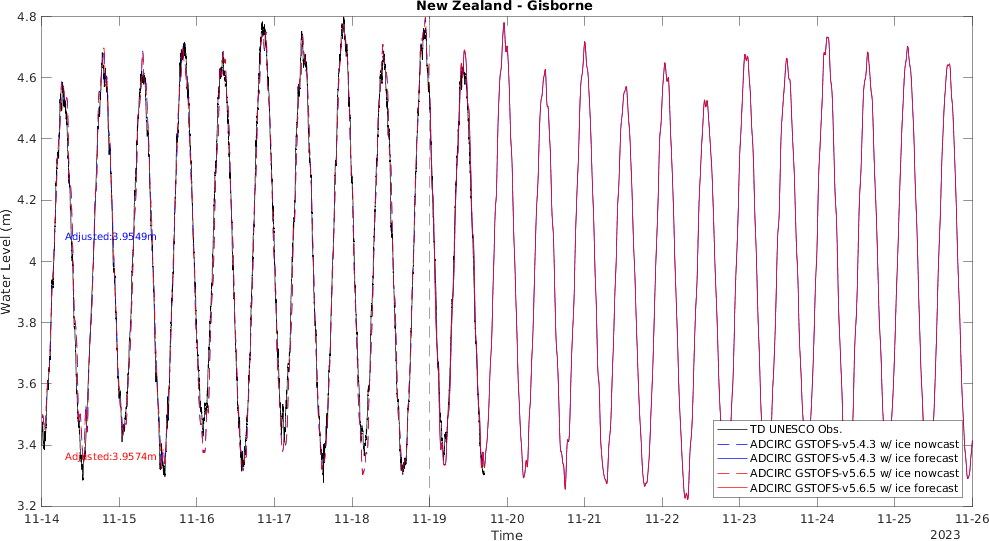 New Zealand - Gisborne
4.8
4.6
4.4
4.2
4
3.8
3.6
3.4
3.2
Water Level (m)
Adjusted:3.9549m
Adjusted:3.9574m
TD UNESCO Obs.
ADCIRC GSTOFS-v5.4.3 w/ ice nowcast
ADCIRC GSTOFS-v5.4.3 w/ ice forecast
ADCIRC GSTOFS-v5.6.5 w/ ice nowcast
ADCIRC GSTOFS-v5.6.5 w/ ice forecast
11-14 11-15 11-16 11-17 11-18 11-19 11-20 11-21 11-22 11-23 11-24 11-25 11-26
Time
2023